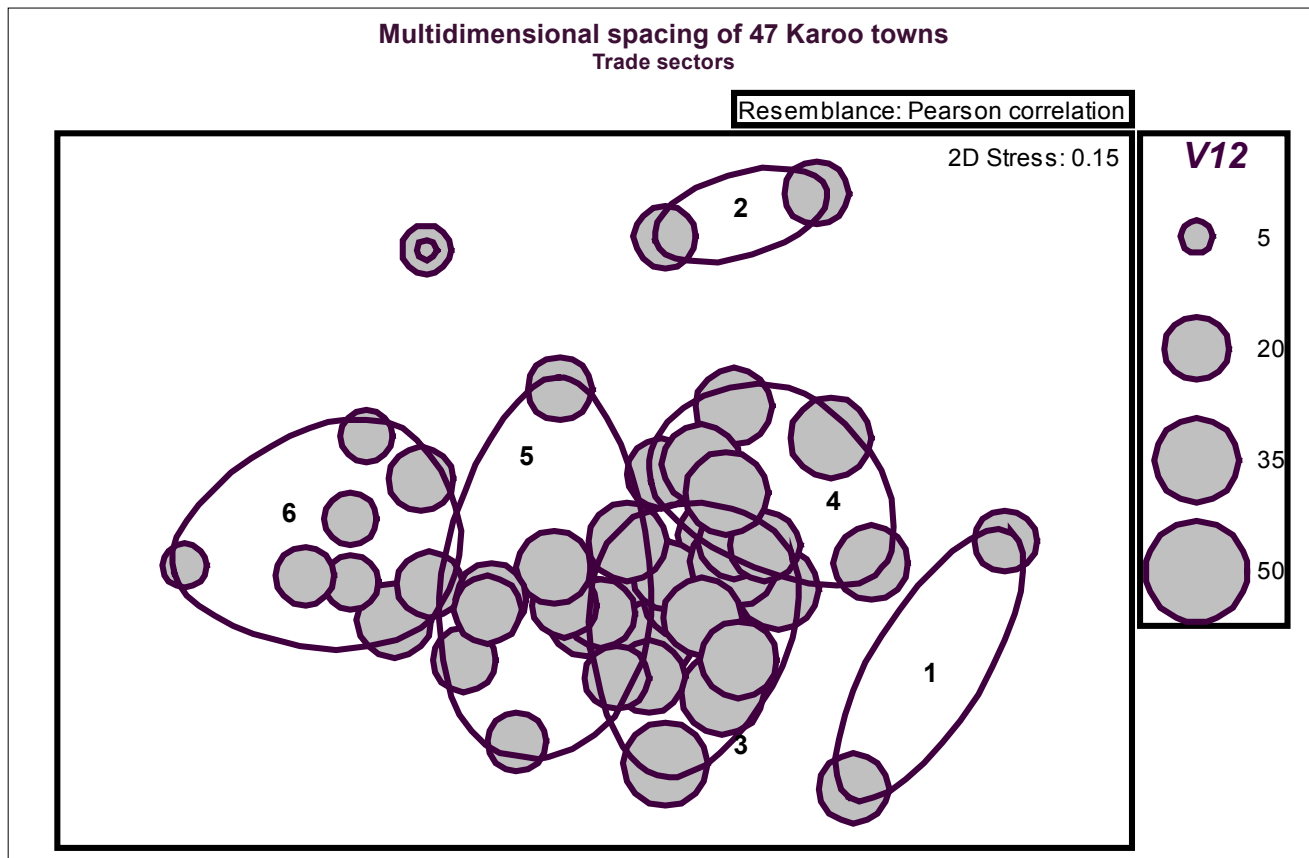 Multidimensional spacing of 47 Karoo towns
Trade sectors
Resemblance: Pearson correlation
2D Stress: 0.15
V12
5
20
35
50
2
5
4
6
1
3